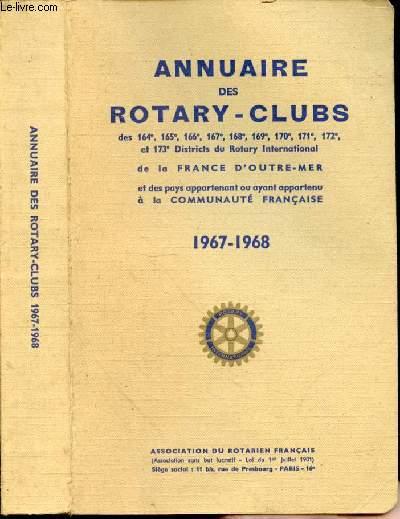 Le-livre.com
ANNUAIRE DES ROTARY-CLUBS 1967-1968
ANNUAIRE
DES
ROTARY-CLUBS
des 164e, 165e, 166e, 167e, 168e, 169e, 170e, 171e, 172e,
et 173e Districts du Rotary International
de la FRANCE D'OUTRE-MER
et des pays appartenant ou ayant appartenu
à la COMMUNAUTÉ FRANÇAISE
1967-1968
ROTARY
INTERNATIONAL
ASSOCIATION DU ROTARIEN FRANÇAIS
(Association sans but lucratif - Loi du 1er Juillet 1901)
Siège social : 11 bis, rue de Presbourg - PARIS - 16e